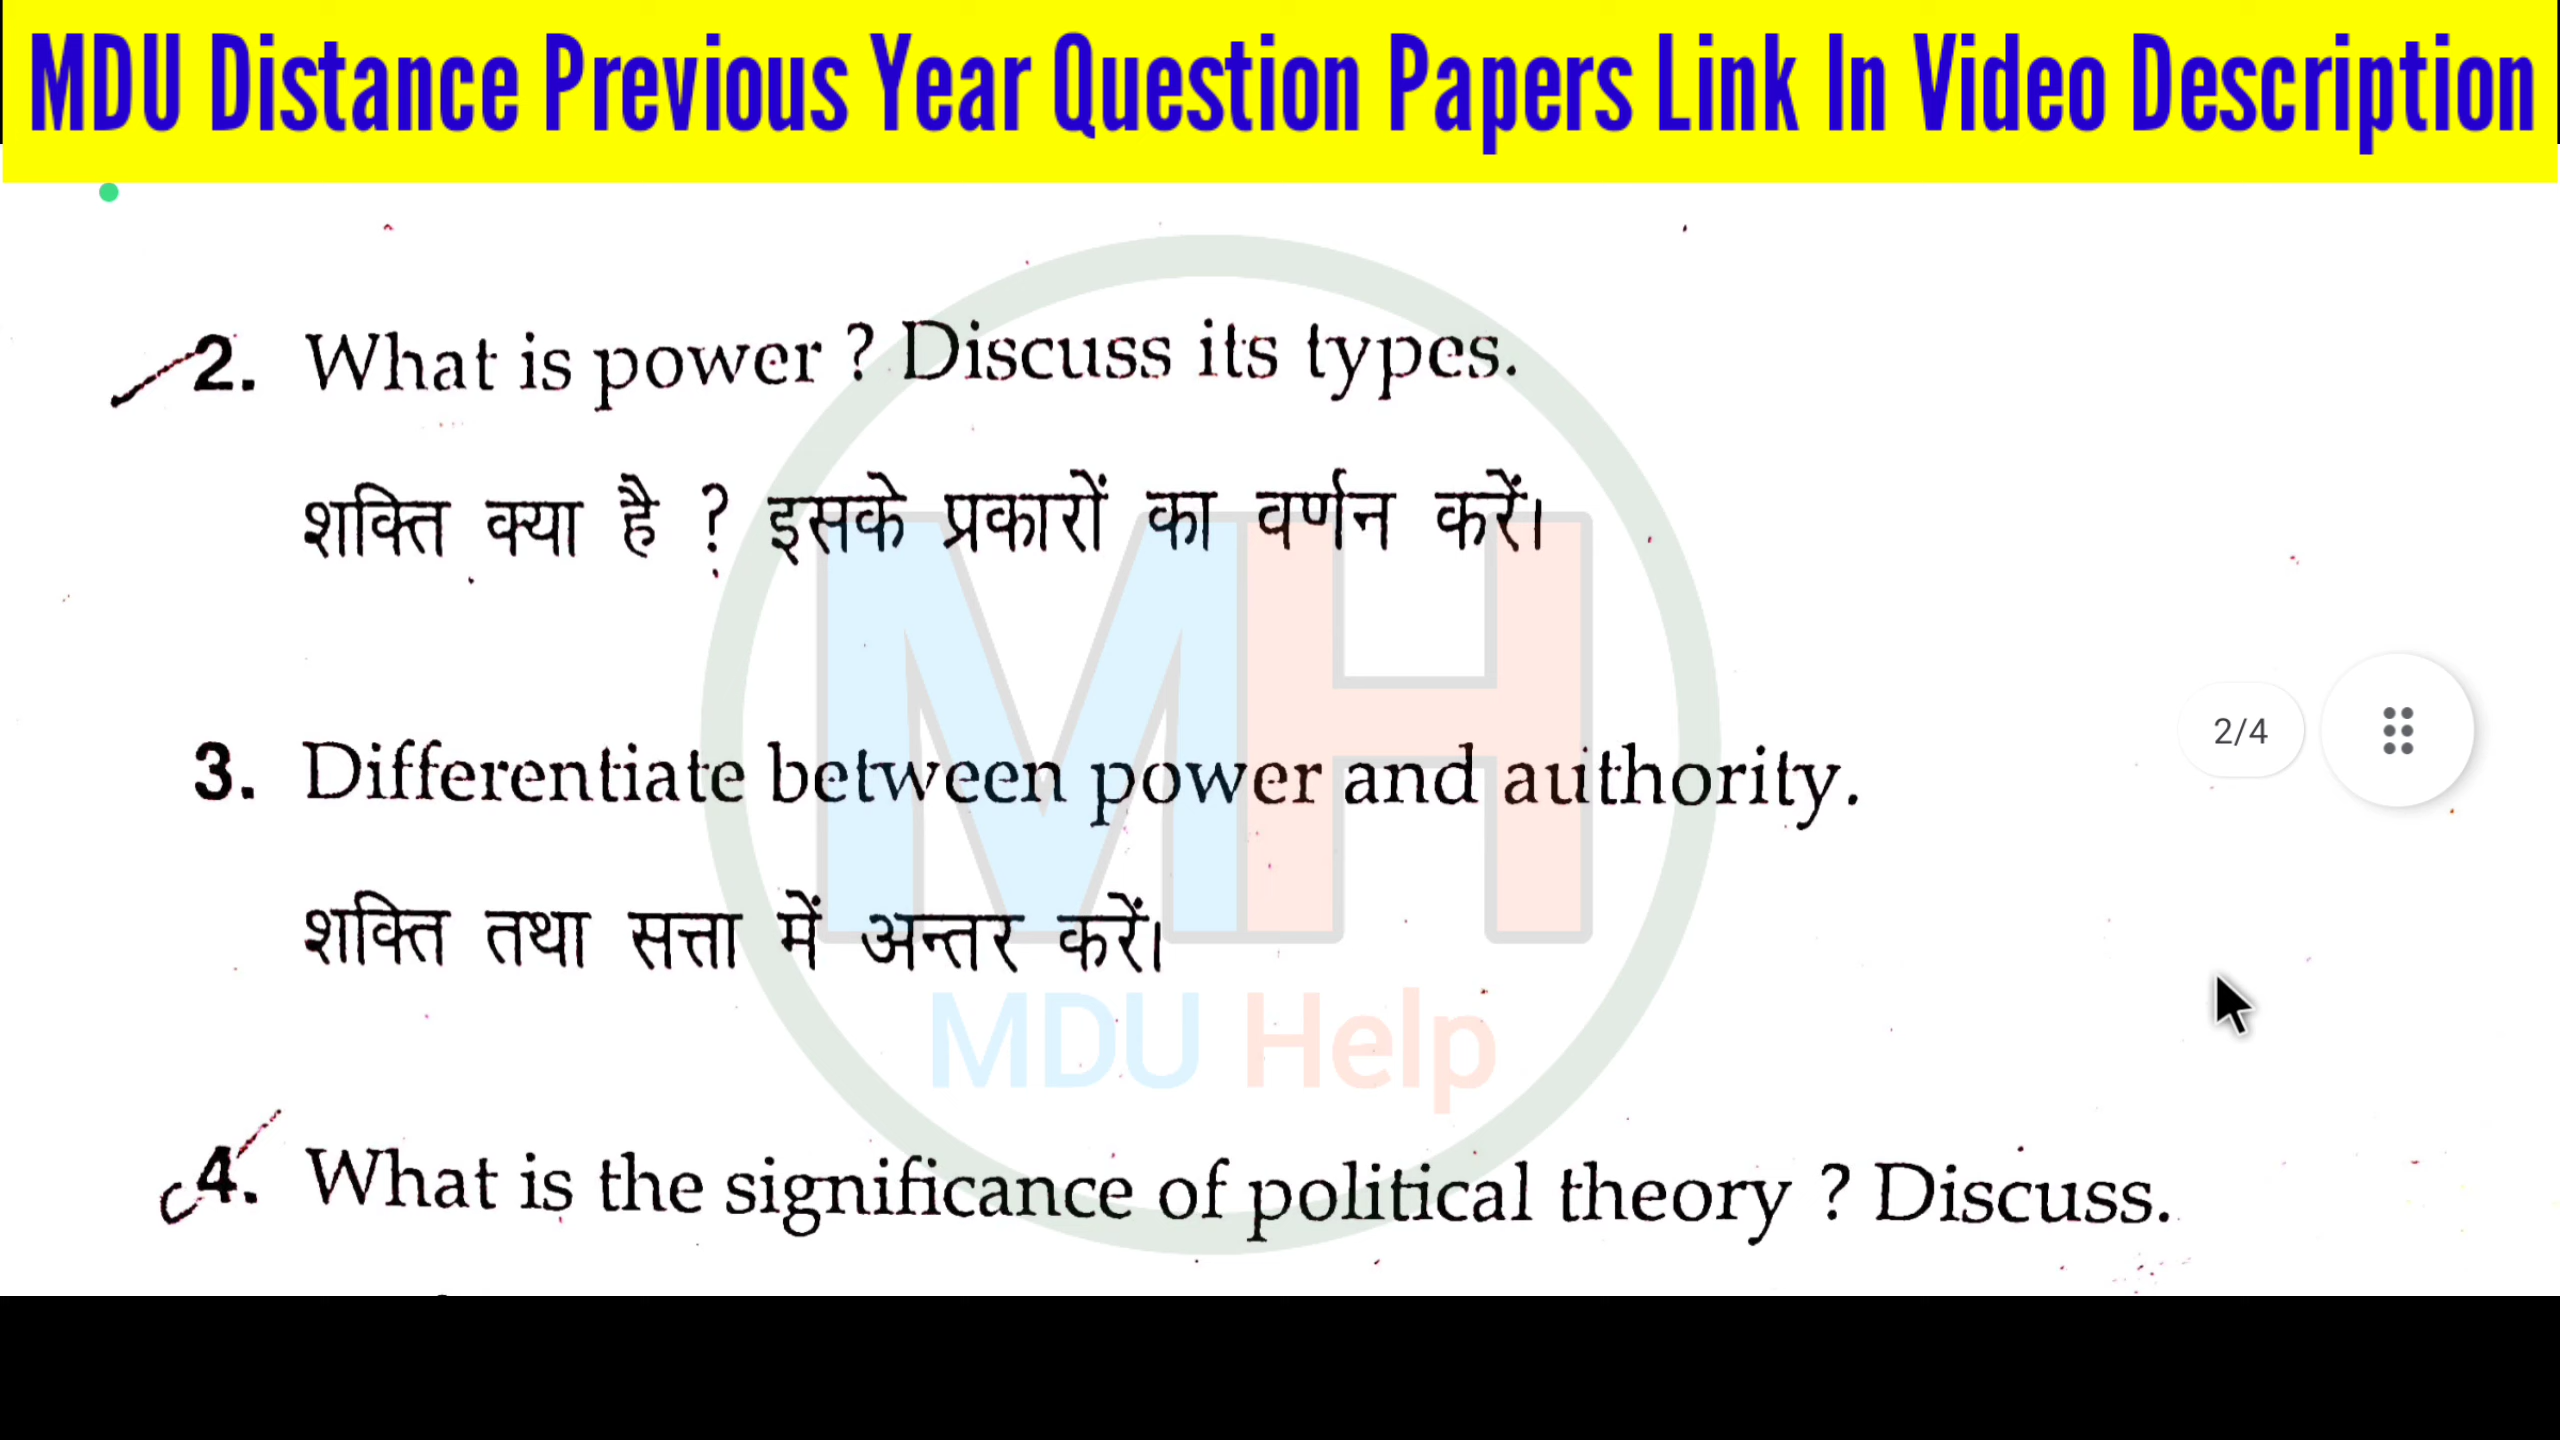 MDU Distance Previous Year Question Papers Link In Video Description
2. What is power ? Discuss its types.
शक्ति क्या है ? इसके प्रकारों का वर्णन करें।
3. Differentiate between power and authority.
2/4
शक्ति तथा सत्ता में अन्तर करें।
MH
MDU Help
4. What is the significance of political theory ? Discuss.